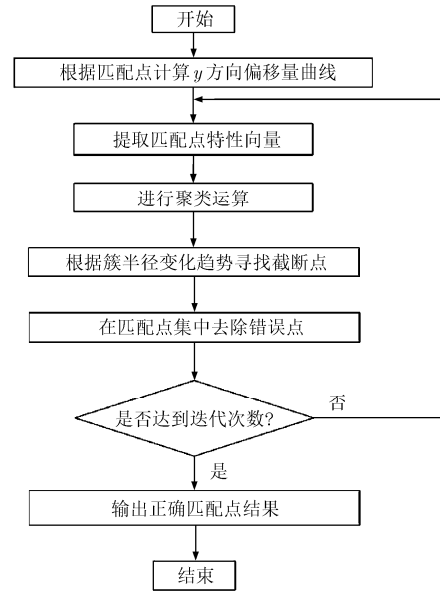 开始
根据匹配点计算y方向偏移量曲线
提取匹配点特性向量
进行聚类运算
根据簇半径变化趋势寻找截断点
在匹配点集中去除错误点
是否达到迭代次数?
否
是
输出正确匹配点结果
结束